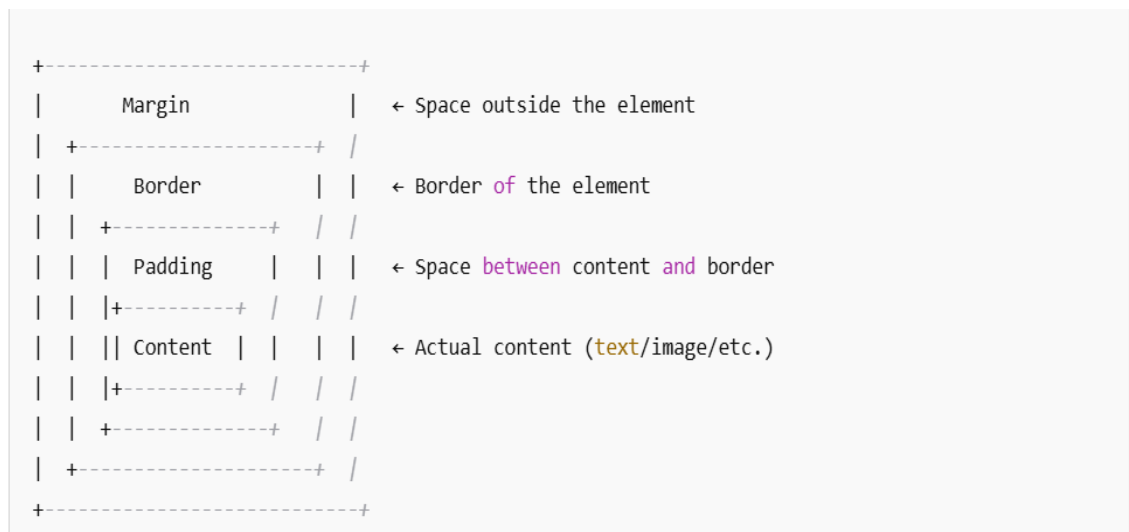 +----------------------------+
|       Margin              |   ← Space outside the element
|  +---------------------+  |
|  |     Border          |  |   ← Border of the element
|  |  +--------------+   |  |
|  |  |  Padding     |   |  |   ← Space between content and border
|  |  |+----------+  |   |  |
|  |  || Content  |  |   |  |   ← Actual content (text/image/etc.)
|  |  |+----------+  |   |  |
|  |  +--------------+   |  |
|  +---------------------+  |
+----------------------------+